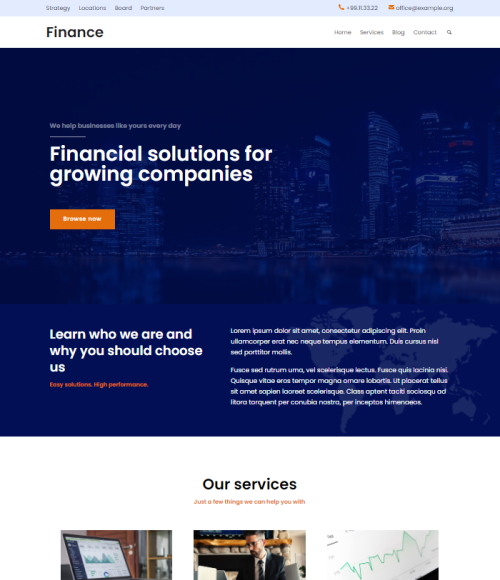 Strategy Locations Board Partners +99.11.33.22 office@example.org
Finance Home Services Blog Contact
We help businesses like yours every day
Financial solutions for
growing companies
Browse now
Learn who we are and
why you should choose
us
Easy solutions. High performance.
Lorem ipsum dolor sit amet, consectetur adipiscing elit. Proin
ullamcorper erat nec neque tempus elementum. Duis cursus nisl
sed porttitor mollis.
Fusce sed rutrum urna, vel scelerisque lectus. Fusce quis lacinia nisl.
Quisque vitae eros tempor magna ornare lobortis. Ut placerat tellus
sit amet sapien laoreet scelerisque. Class aptent taciti sociosqu ad
litora torquent per conubia nostra, per inceptos himenaeos.
Our services
Just a few things we can help you with